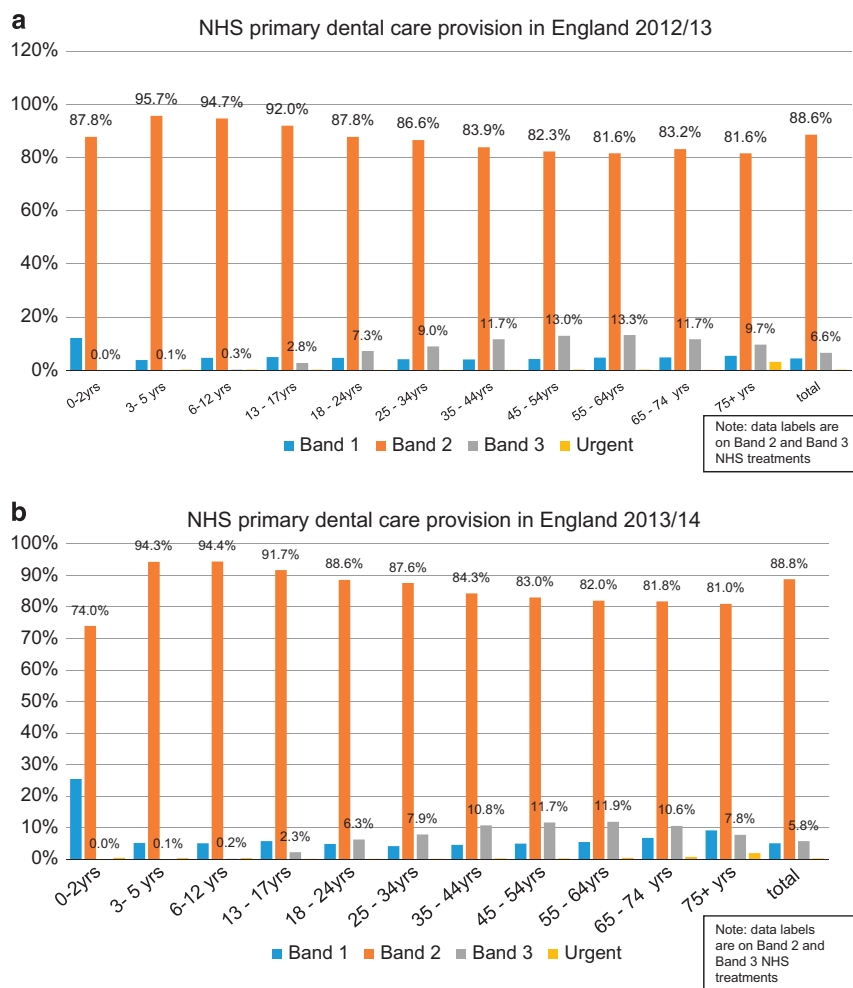 a
NHS primary dental care provision in England 2012/13
120%
100%
80%
60%
40%
20%
0%
87.8%
95.7%
94.7%
92.0%
87.8%
86.6%
83.9%
82.3%
81.6%
83.2%
81.6%
88.6%
0.0%
0.1%
0.3%
2.8%
7.3%
9.0%
11.7%
13.0%
13.3%
11.7%
9.7%
6.6%
0-2yrs
3- 5 yrs
6-12 yrs
13 - 17yrs
18 - 24yrs
25 - 34yrs
35 - 44yrs
45 - 54yrs
55 - 64yrs
65 - 74 yrs
75+ yrs
total
Band 1 Band 2 Band 3 Urgent
Note: data labels are
on Band 2 and Band 3
NHS treatments
b
NHS primary dental care provision in England 2013/14
100%
90%
80%
70%
60%
50%
40%
30%
20%
10%
0%
74.0%
94.3%
94.4%
91.7%
88.6%
87.6%
84.3%
83.0%
82.0%
81.8%
81.0%
88.8%
0.0%
0.1%
0.2%
2.3%
6.3%
7.9%
10.8%
11.7%
11.9%
10.6%
7.8%
5.8%
0-2yrs
3- 5 yrs
6-12 yrs
13 - 17yrs
18 - 24yrs
25 - 34yrs
35 - 44yrs
45 - 54yrs
55 - 64yrs
65 - 74 yrs
75+ yrs
total
Band 1 Band 2 Band 3 Urgent
Note: data labels
are on Band 2 and
Band 3 NHS
treatments